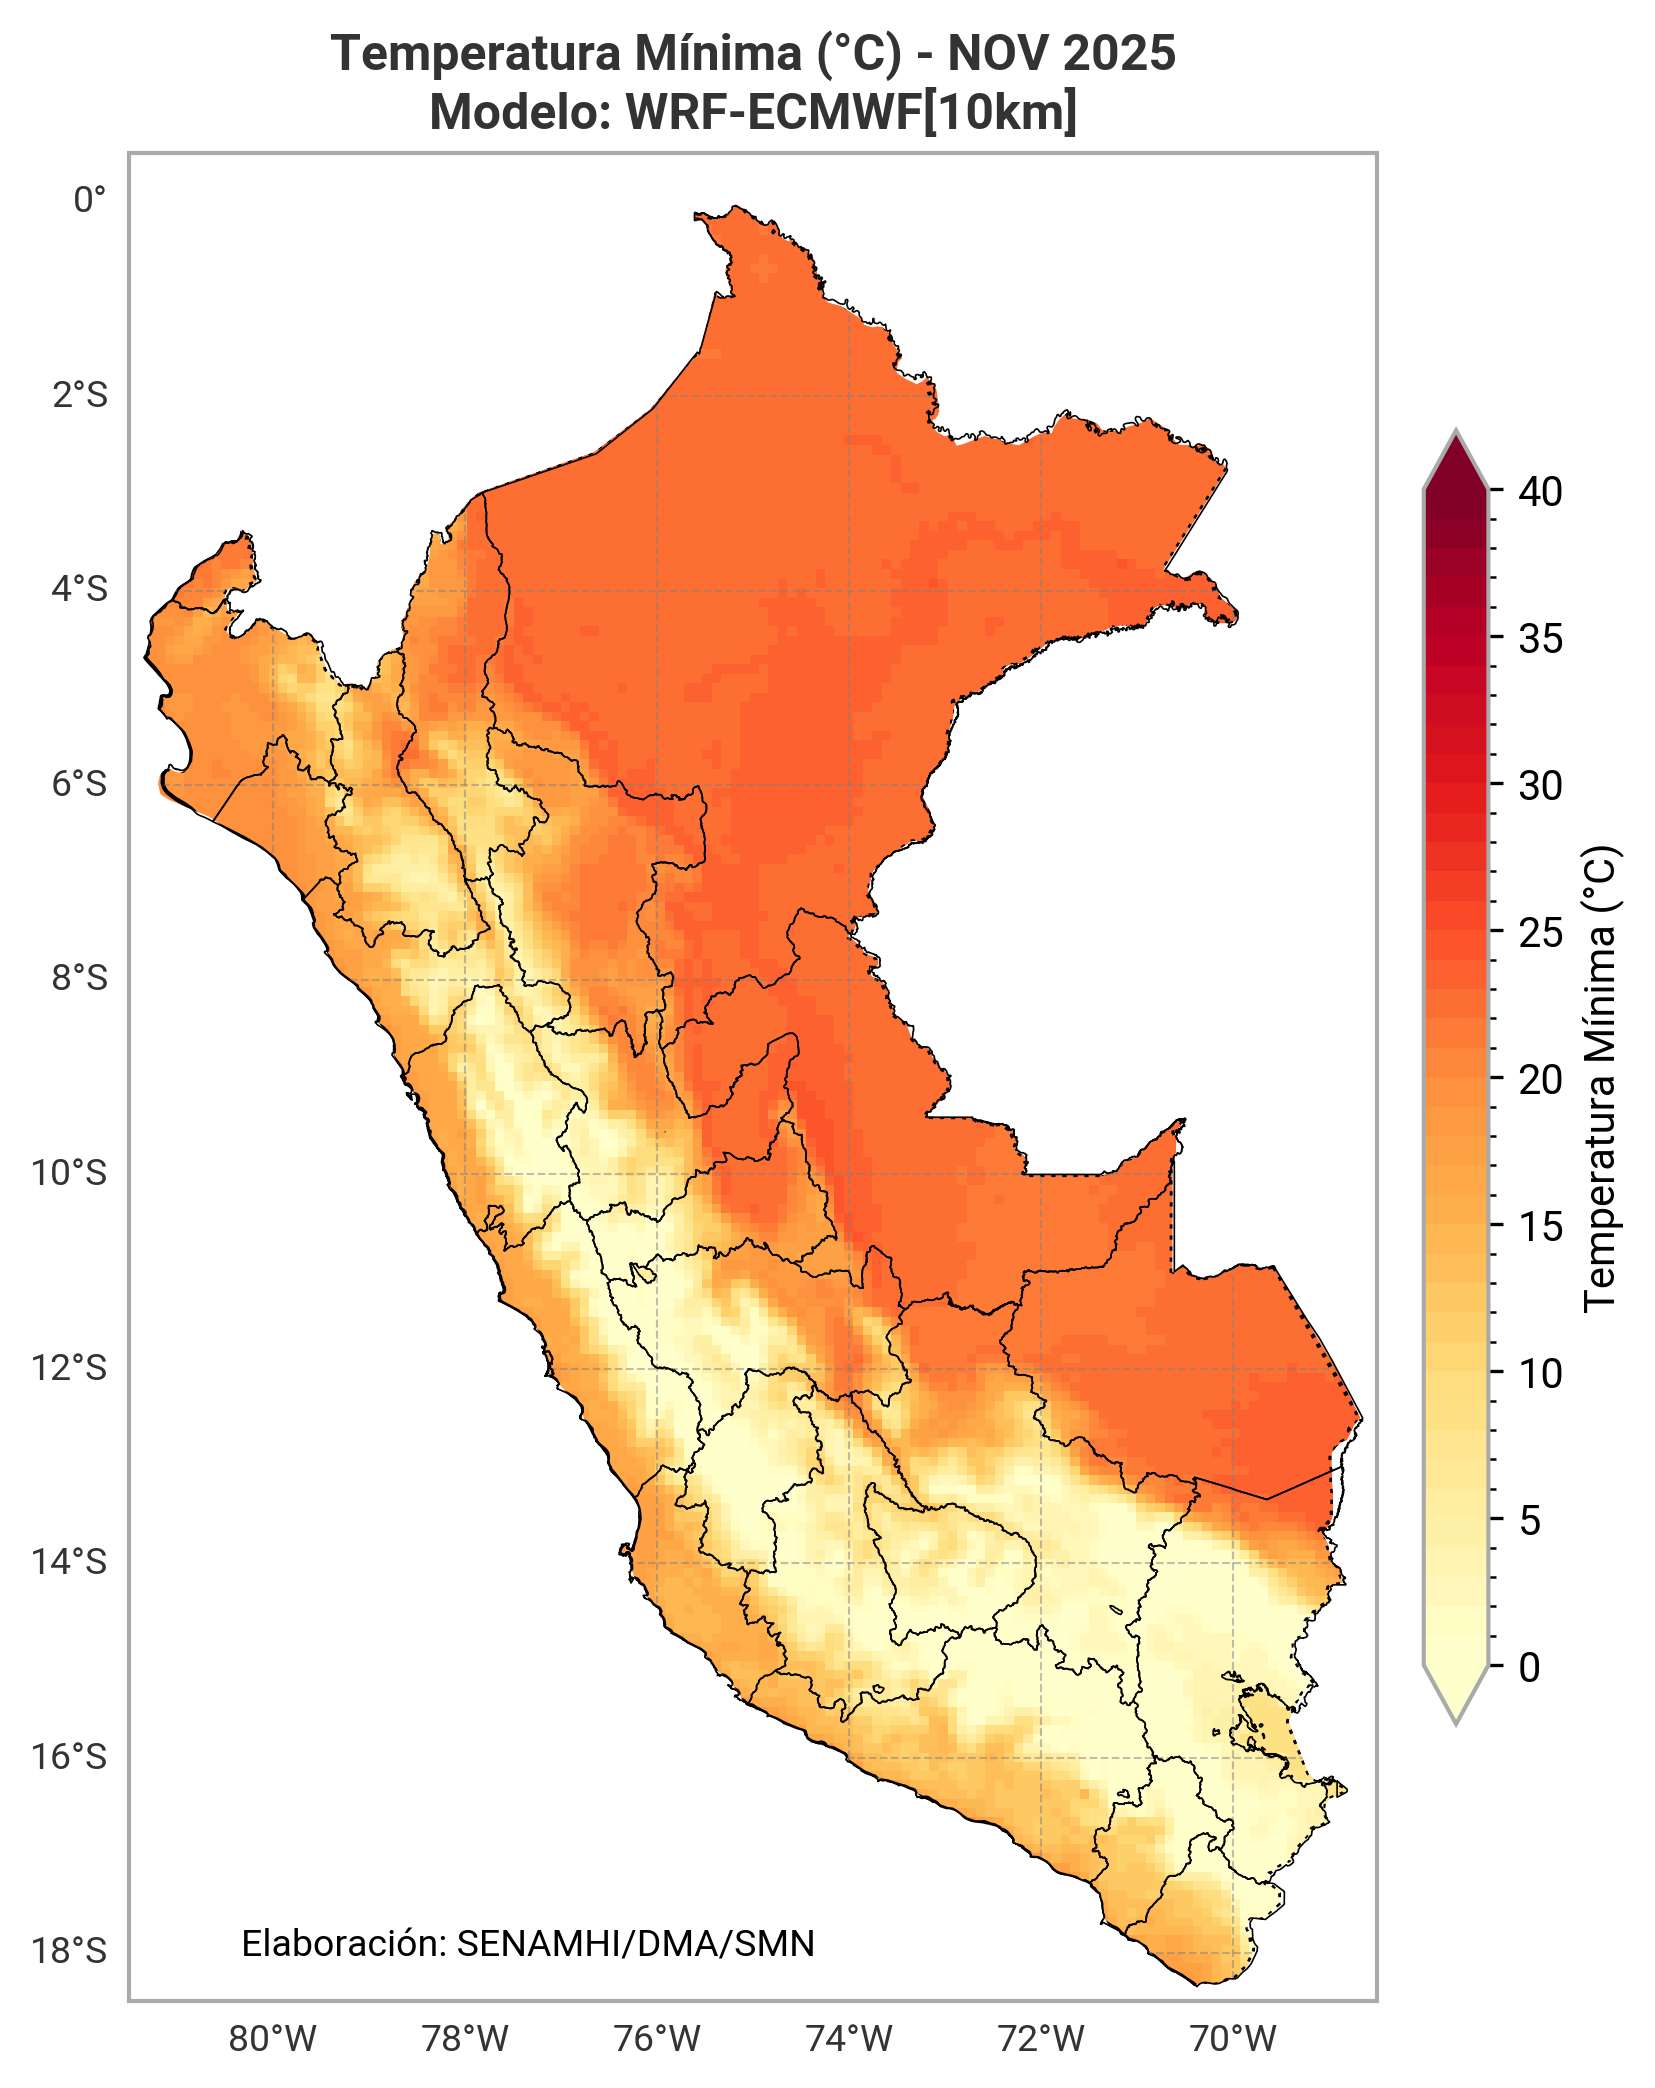 Temperatura Mínima (°C) - NOV 2025
Modelo: WRF-ECMWF[10km]
0°
2°S
4°S
6°S
8°S
10°S
12°S
14°S
16°S
18°S
80°W 78°W 76°W 74°W 72°W 70°W
Elaboración: SENAMHI/DMA/SMN
40
35
30
25
20
15
10
5
0
Temperatura Mínima (°C)